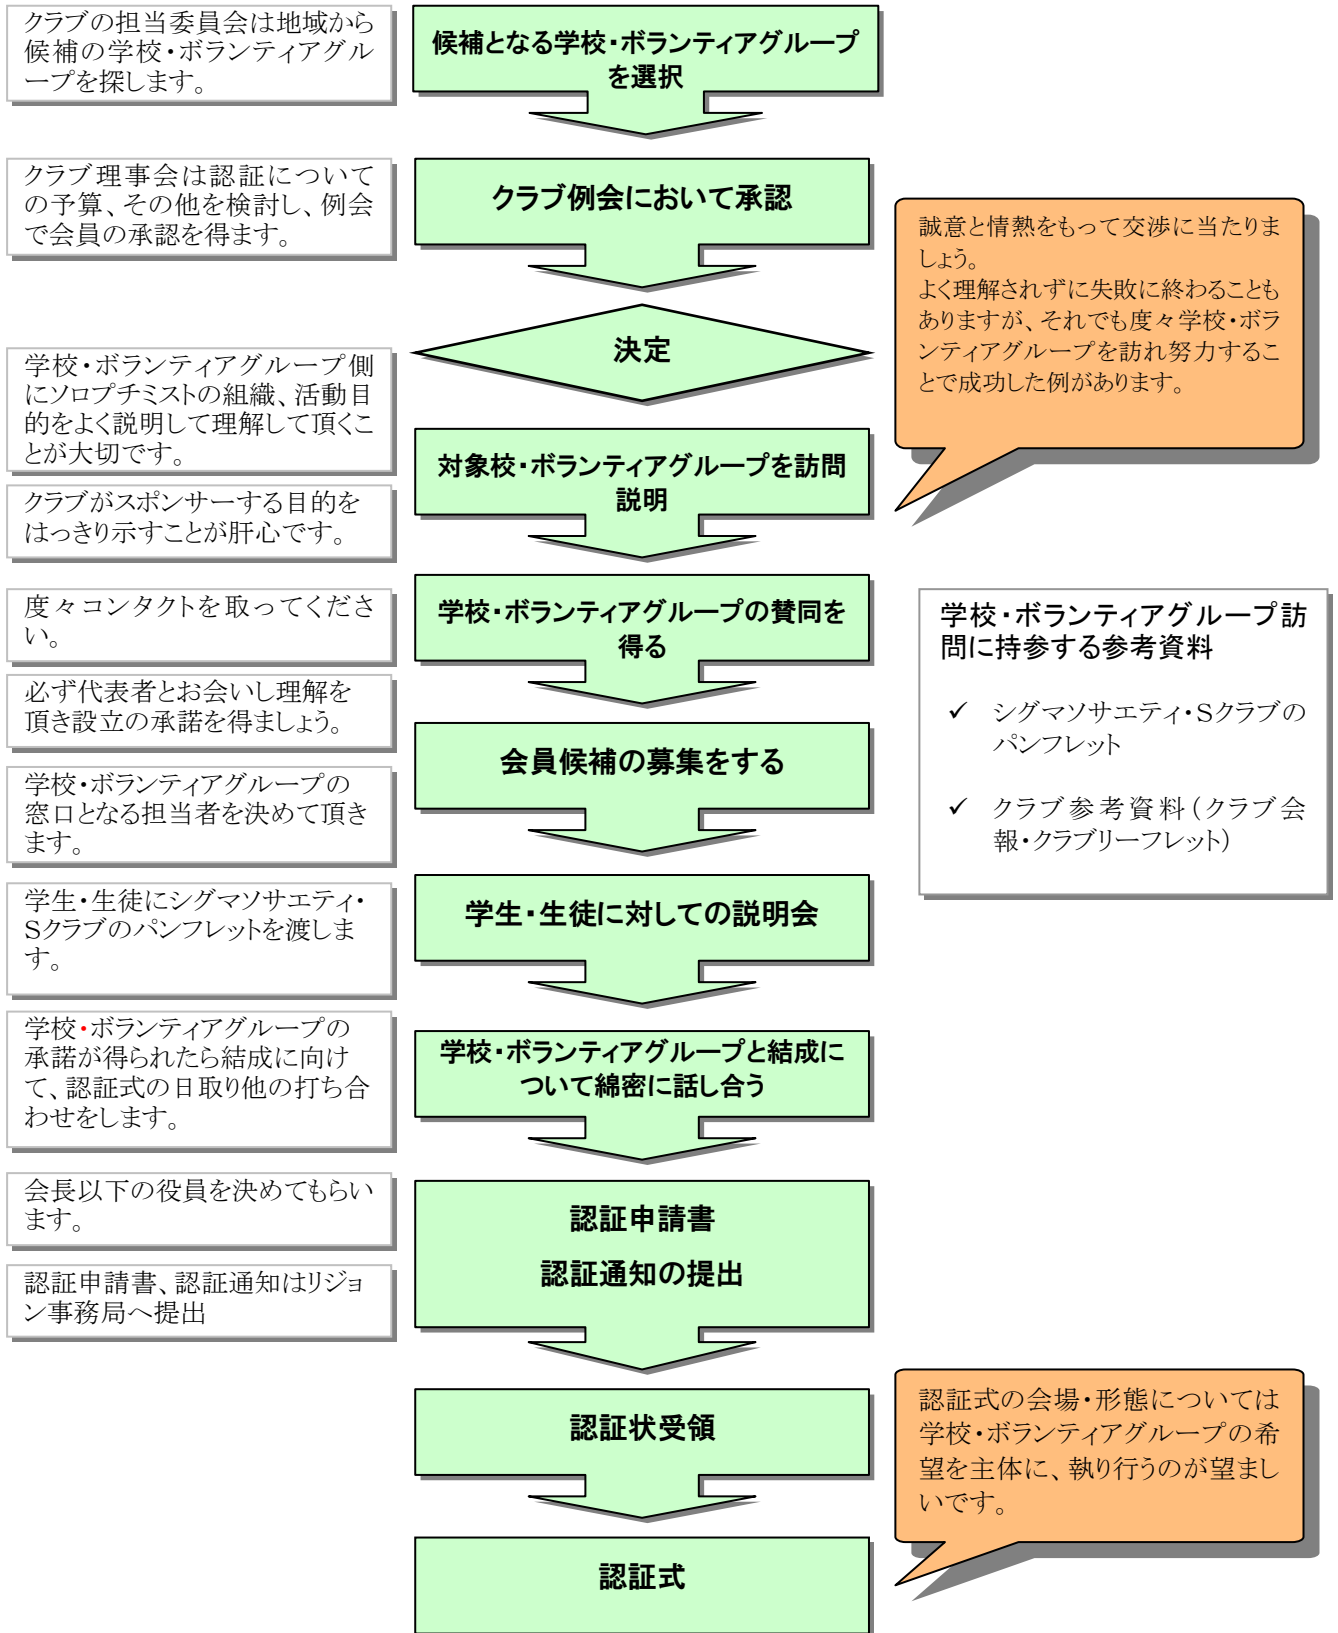 クラブの担当委員会は地域から
候補の学校・ボランティアグル
ープを探します。
候補となる学校・ボランティアグループ
を選択
クラブ理事会は認証について
の予算、その他を検討し、例会
で会員の承認を得ます。
クラブ例会において承認
誠意と情熱をもって交渉に当たりま
しょう。
よく理解されずに失敗に終わることも
ありますが、それでも度々学校・ボラ
ンティアグループを訪れ努力するこ
とで成功した例があります。
決定
学校・ボランティアグループ側
にソロプチミストの組織、活動目
的をよく説明して理解して頂くこ
とが大切です。
対象校・ボランティアグループを訪問
説明
クラブがスポンサーする目的を
はっきり示すことが肝心です。
度々コンタクトを取ってくださ
い。
学校・ボランティアグループの賛同を
得る
学校・ボランティアグループ訪
問に持参する参考資料
✓ シグマソサエティ・Sクラブの
パンフレット
✓ クラブ参考資料(クラブ会
報・クラブリーフレット)
必ず代表者とお会いし理解を
頂き設立の承諾を得ましょう。
会員候補の募集をする
学校・ボランティアグループの
窓口となる担当者を決めて頂き
ます。
学生・生徒にシグマソサエティ・
Sクラブのパンフレットを渡しま
す。
学生・生徒に対しての説明会
学校・ボランティアグループの
承諾が得られたら結成に向け
て、認証式の日取り他の打ち合
わせをします。
学校・ボランティアグループと結成に
ついて綿密に話し合う
会長以下の役員を決めてもらい
ます。
認証申請書
認証通知の提出
認証申請書、認証通知はリジョ
ン事務局へ提出
認証状受領
認証式の会場・形態については
学校・ボランティアグループの希
望を主体に、執り行うのが望まし
いです。
認証式